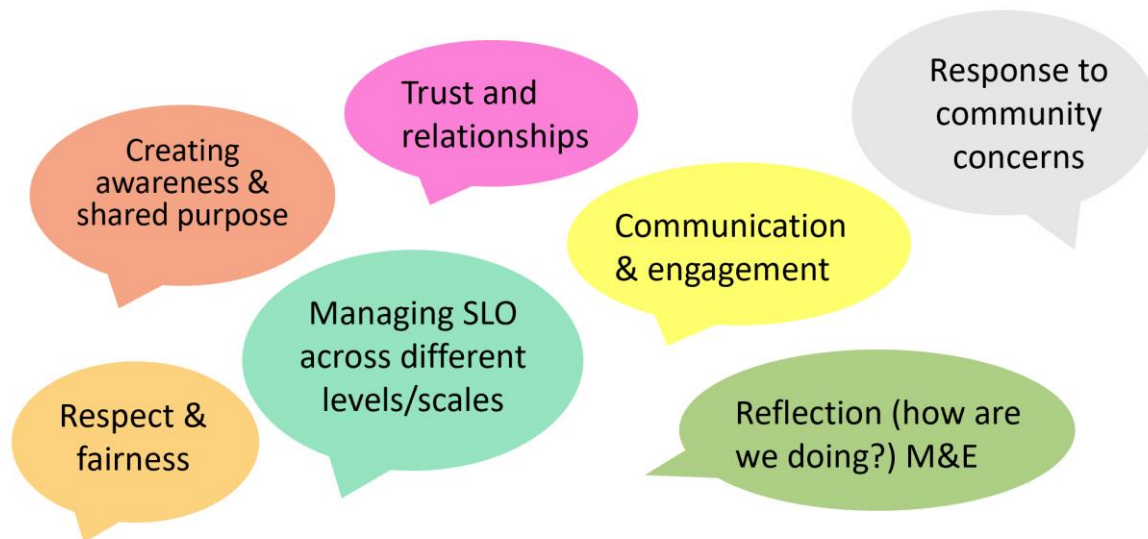 Creating
awareness &
shared purpose
Trust and
relationships
Response to
community
concerns
Communication
& engagement
Managing SLO
across different
levels/scales
Respect &
fairness
Reflection (how are
we doing?) M&E